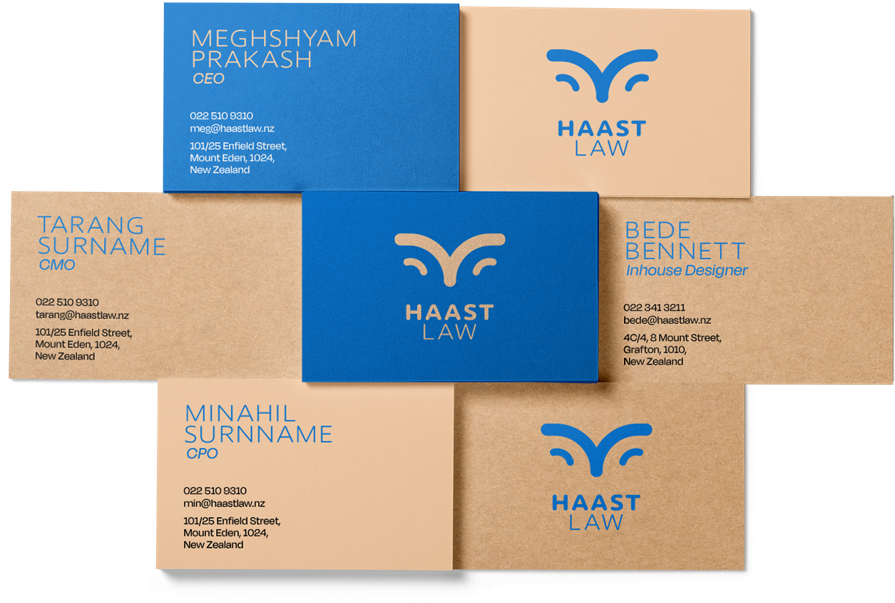 MEGHSHYAM
PRAKASH
CEO
022 510 9310
meg@haastlaw.nz
101/25 Enfield Street,
Mount Eden, 1024,
New Zealand
HAAST
LAW
TARANG
SURNAME
CMO
022 510 9310
tarang@haastlaw.nz
101/25 Enfield Street,
Mount Eden, 1024,
New Zealand
HAAST
LAW
BEDE
BENNETT
Inhouse Designer
022 341 3211
bede@haastlaw.nz
4C/4, 8 Mount Street,
Grafton, 1010,
New Zealand
MINAHIL
SURNNAME
CPO
022 510 9310
min@haastlaw.nz
101/25 Enfield Street,
Mount Eden, 1024,
New Zealand
HAAST
LAW